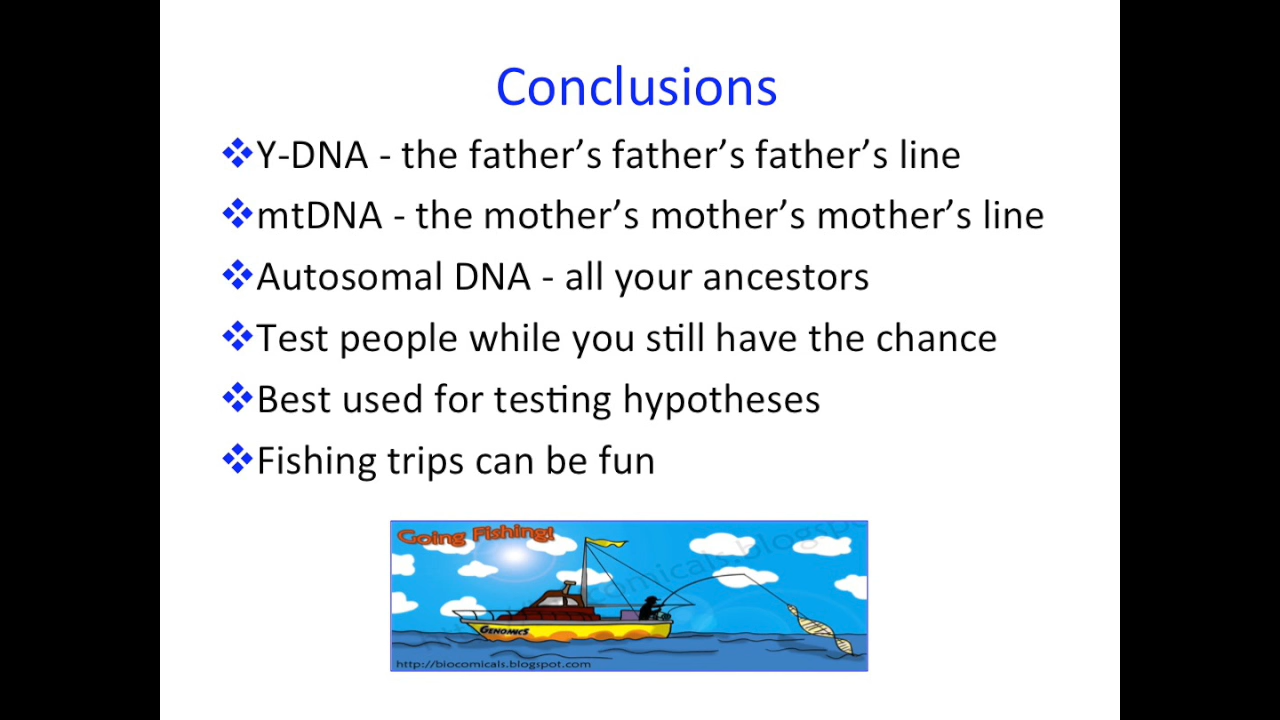 Conclusions
❖Y-DNA - the father’s father’s father’s line
❖mtDNA - the mother’s mother’s mother’s line
❖Autosomal DNA - all your ancestors
❖Test people while you still have the chance
❖Best used for testing hypotheses
❖Fishing trips can be fun
Going Fishing!
GENOMICS
http://biocomicals.blogspot.com